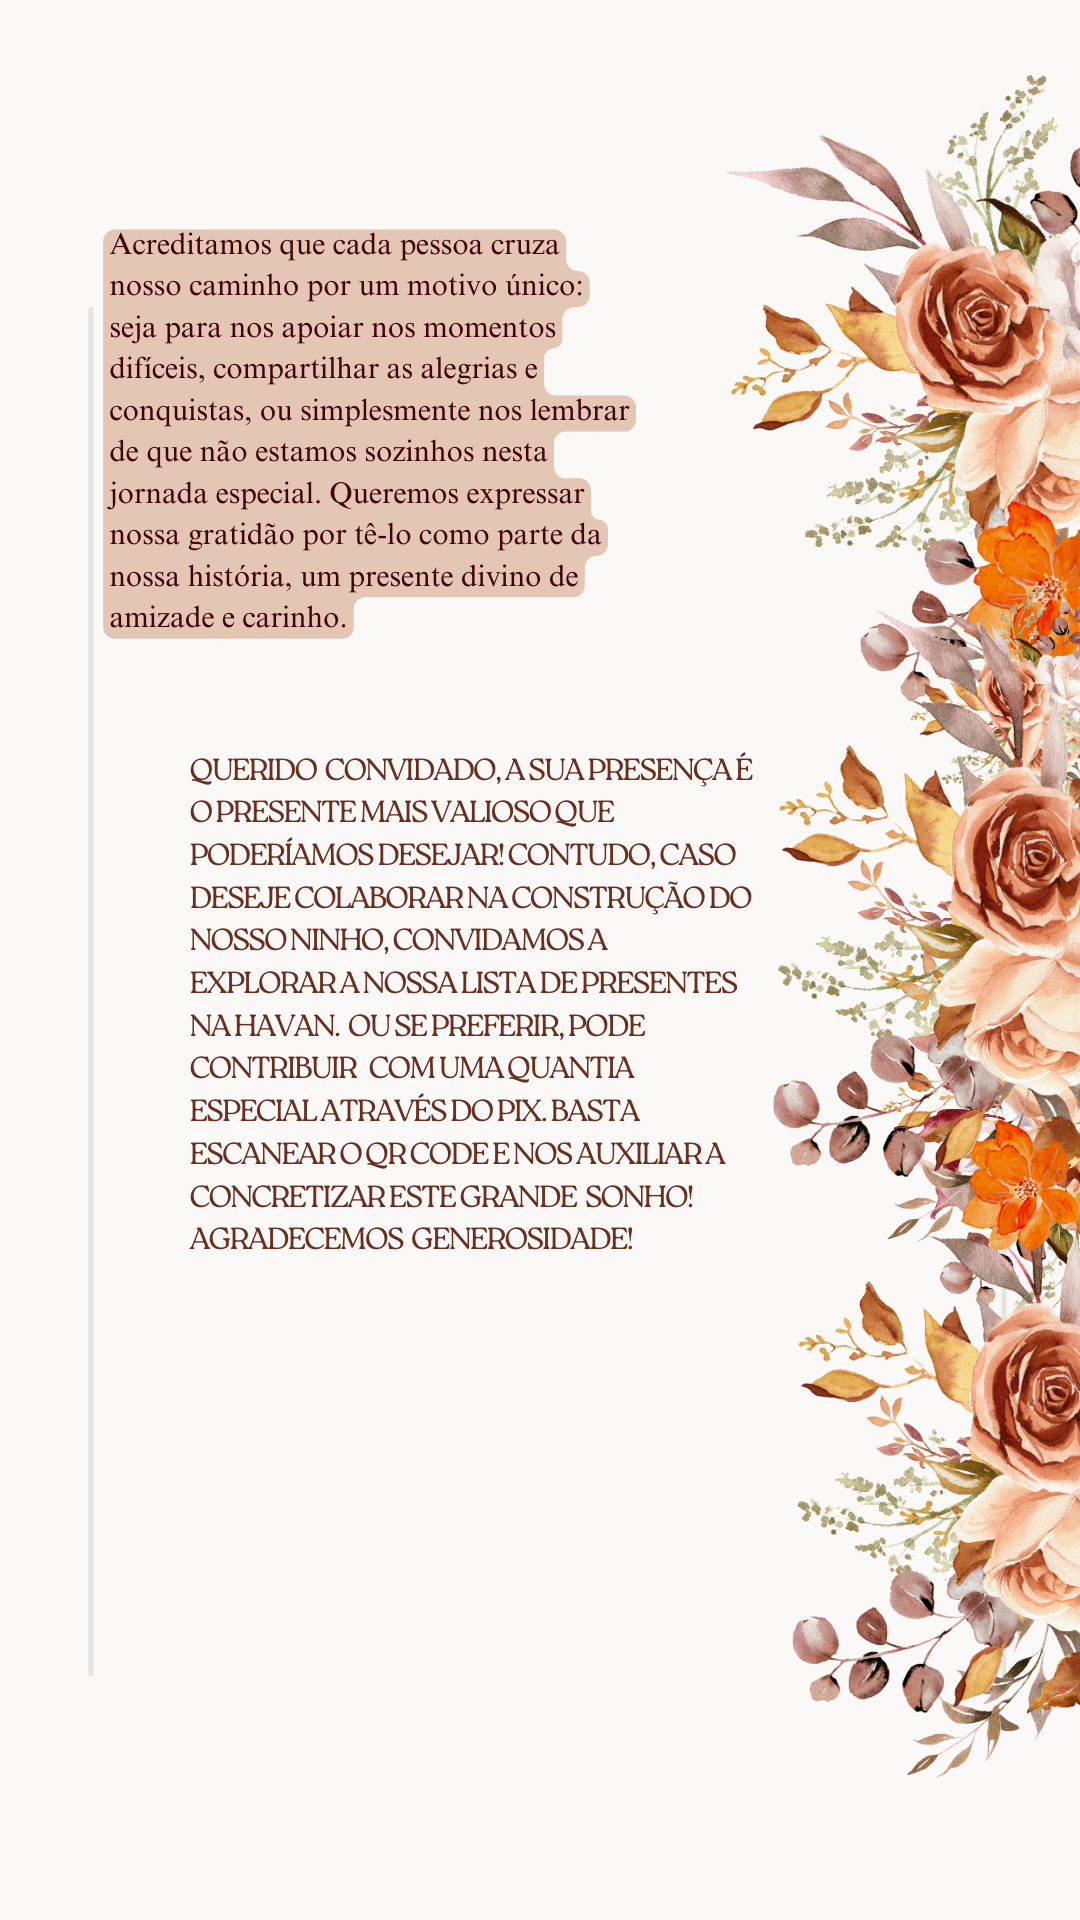 Acreditamos que cada pessoa cruza
nosso caminho por um motivo único:
seja para nos apoiar nos momentos
difíceis, compartilhar as alegrias e
conquistas, ou simplesmente nos lembrar
de que não estamos sozinhos nesta
jornada especial. Queremos expressar
nossa gratidão por tê-lo como parte da
nossa história, um presente divino de
amizade e carinho.
QUERIDO CONVIDADO, A SUA PRESENÇA É
O PRESENTE MAIS VALIOSO QUE
PODERÍAMOS DESEJAR! CONTUDO, CASO
DESEJE COLABORAR NA CONSTRUÇÃO DO
NOSSO NINHO, CONVIDAMOS A
EXPLORAR A NOSSA LISTA DE PRESENTES
NA HAVAN. OU SE PREFERIR, PODE
CONTRIBUIR COM UMA QUANTIA
ESPECIAL ATRAVÉS DO PIX. BASTA
ESCANEAR O QR CODE E NOS AUXILIAR A
CONCRETIZAR ESTE GRANDE SONHO!
AGRADECEMOS GENEROSIDADE!